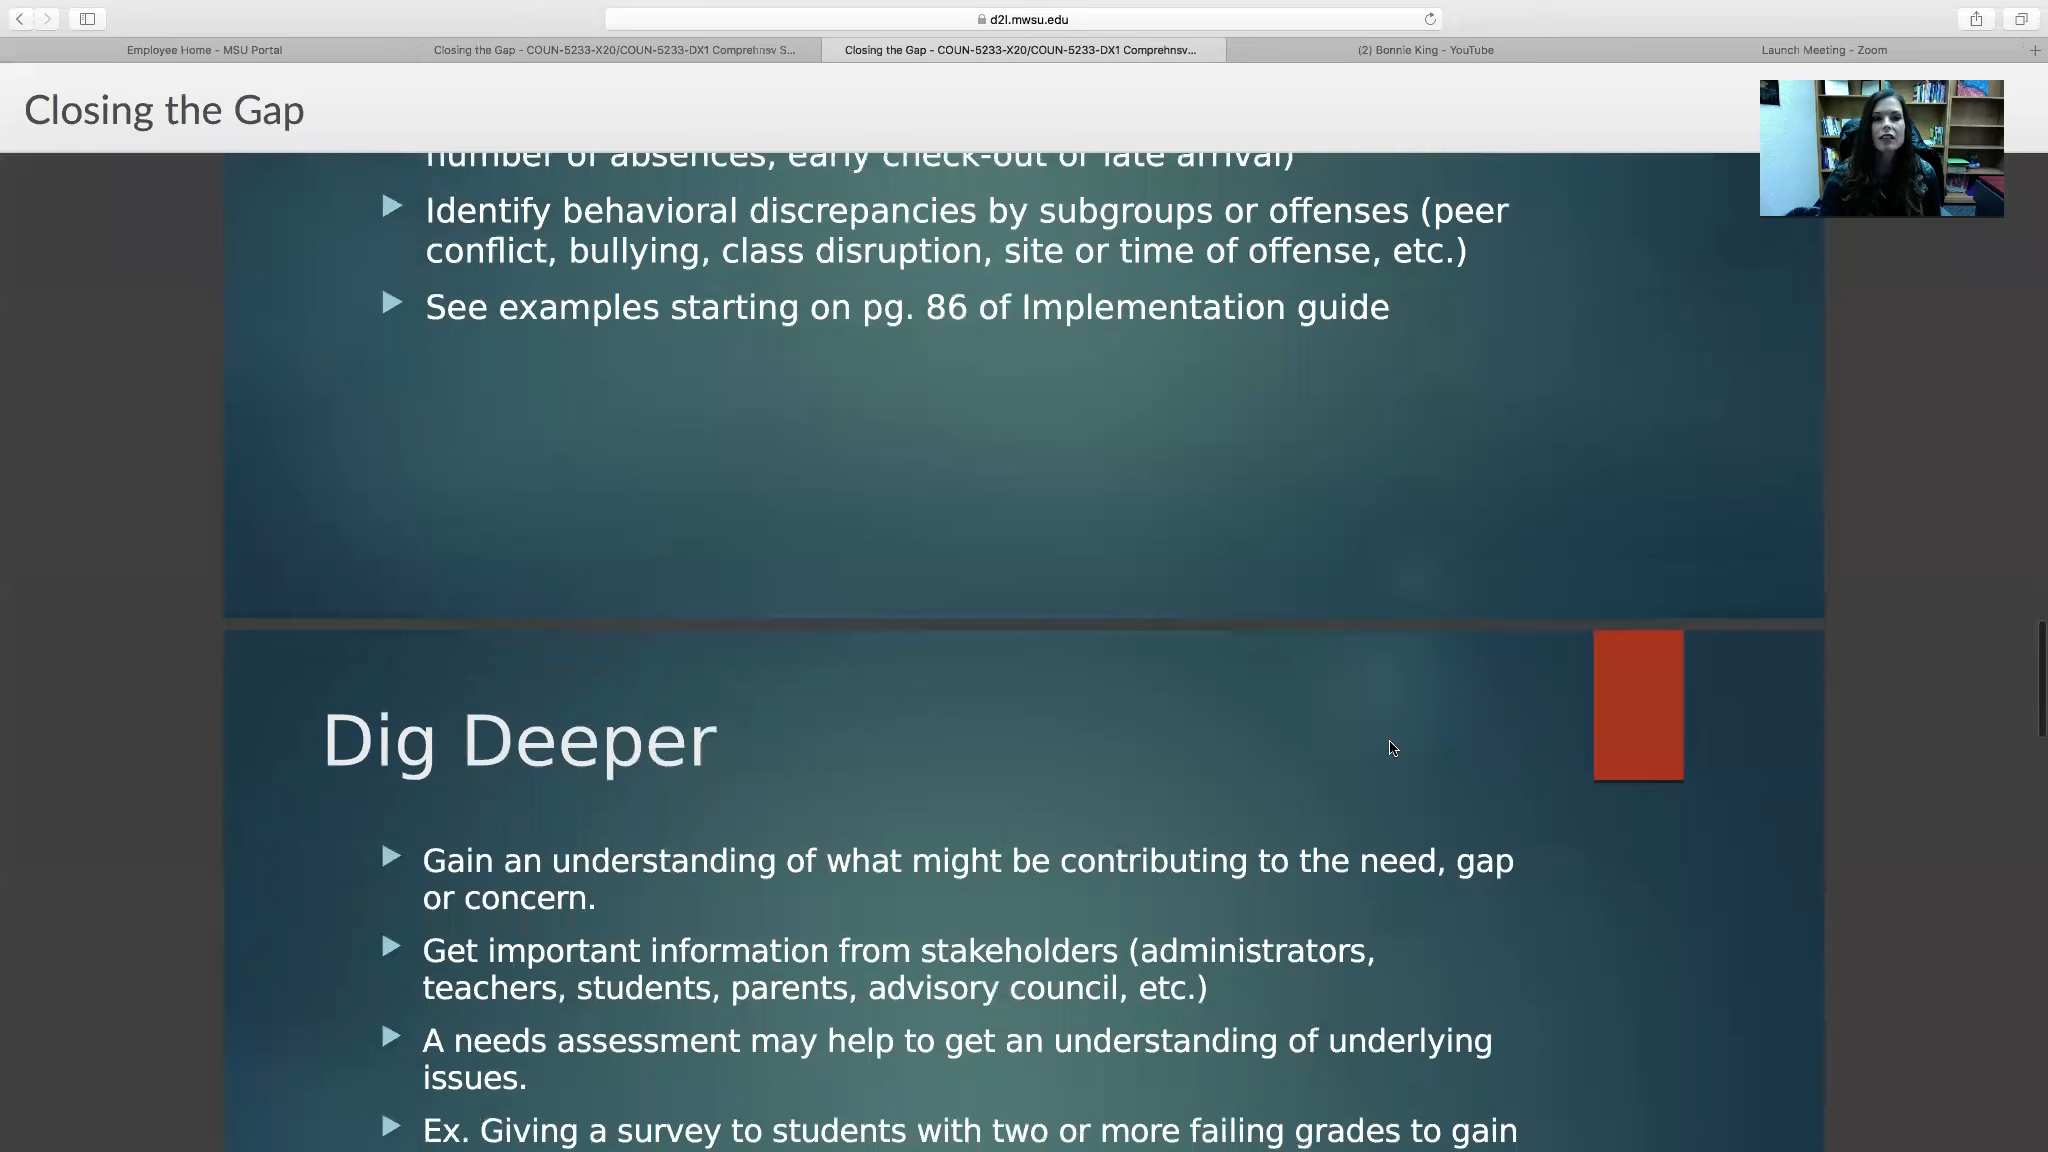 d2l.mwsu.edu
Employee Home - MSU Portal
Closing the Gap - COUN-5233-X20/COUN-5233-DX1 Comprehnsv S...
Closing the Gap - COUN-5233-X20/COUN-5233-DX1 Comprehnsv...
(2) Bonnie King - YouTube
Launch Meeting - Zoom
Closing the Gap
number of absences, early check-out or late arrival)
Identify behavioral discrepancies by subgroups or offenses (peer
conflict, bullying, class disruption, site or time of offense, etc.)
See examples starting on pg. 86 of Implementation guide
Dig Deeper
Gain an understanding of what might be contributing to the need, gap
or concern.
Get important information from stakeholders (administrators,
teachers, students, parents, advisory council, etc.)
A needs assessment may help to get an understanding of underlying
issues.
Ex. Giving a survey to students with two or more failing grades to gain